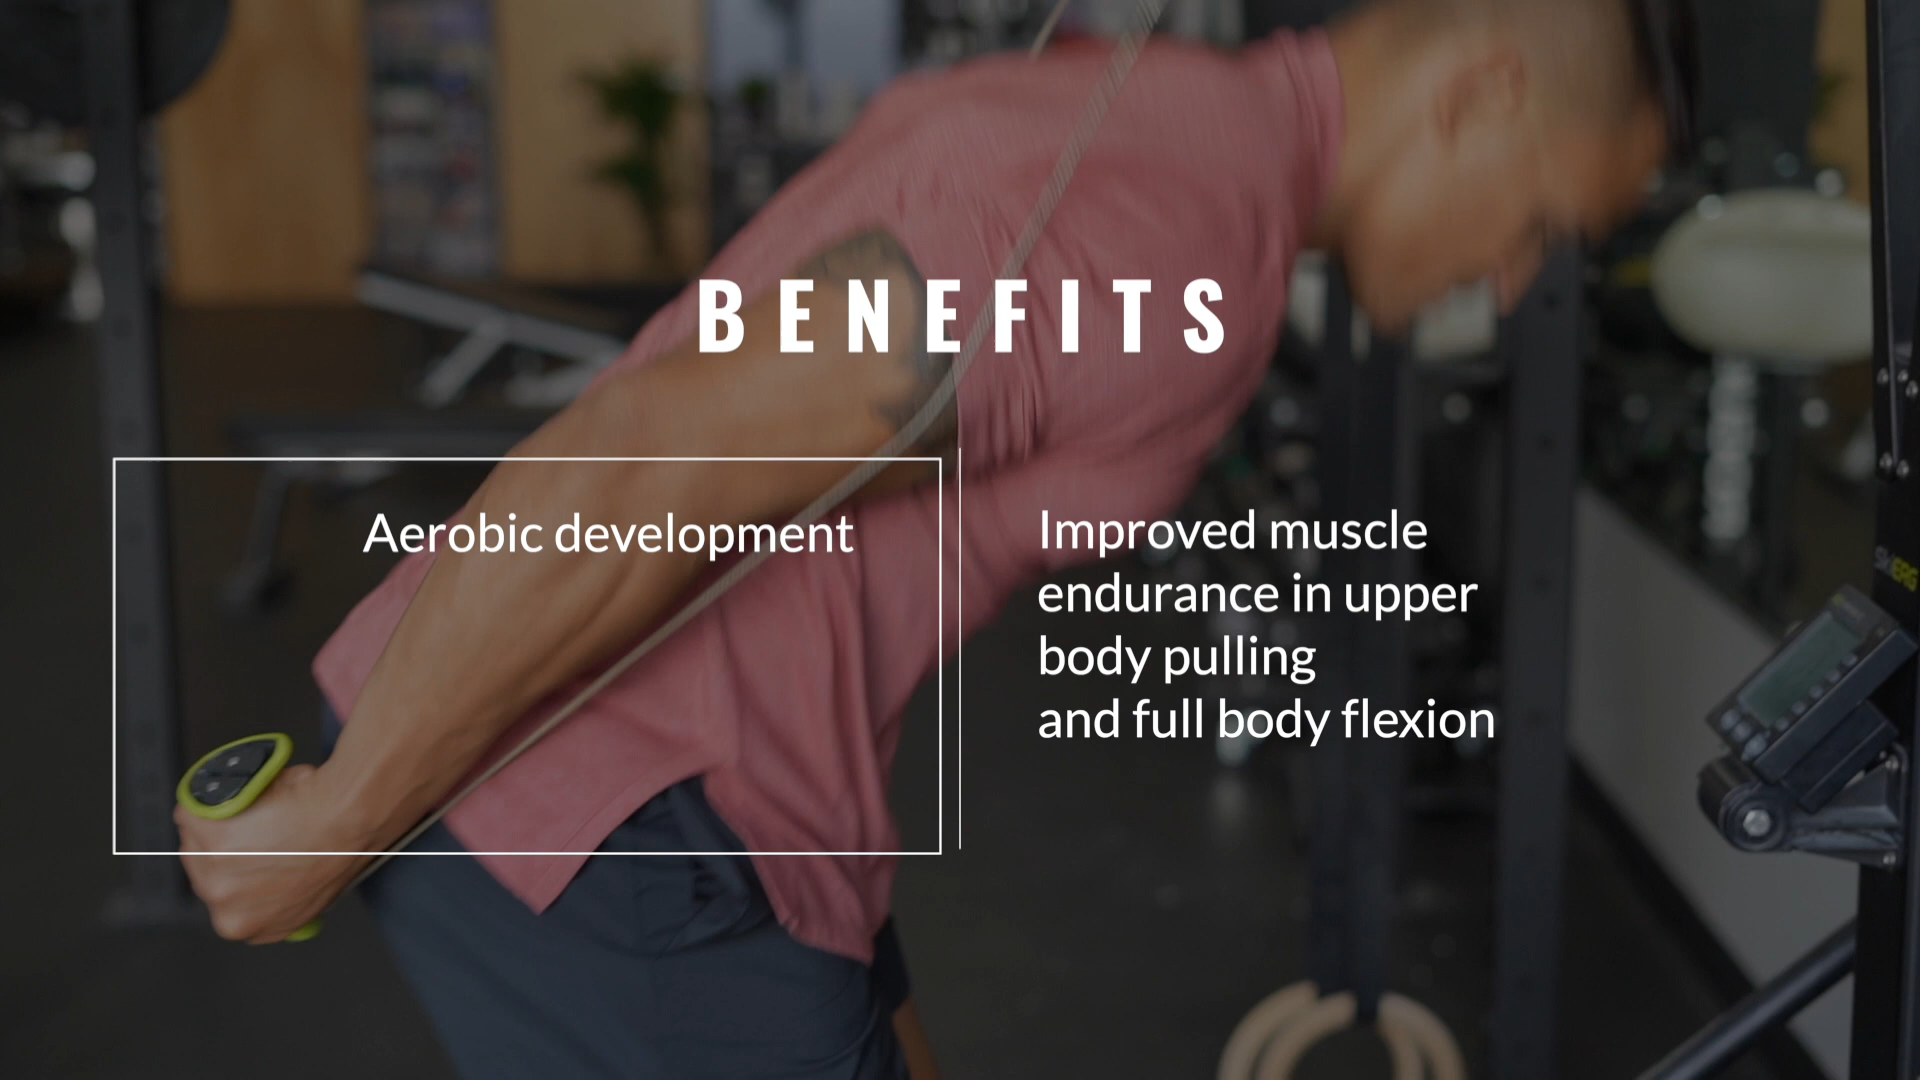 BENEFITS
Aerobic development
Improved muscle
endurance in upper
body pulling
and full body flexion